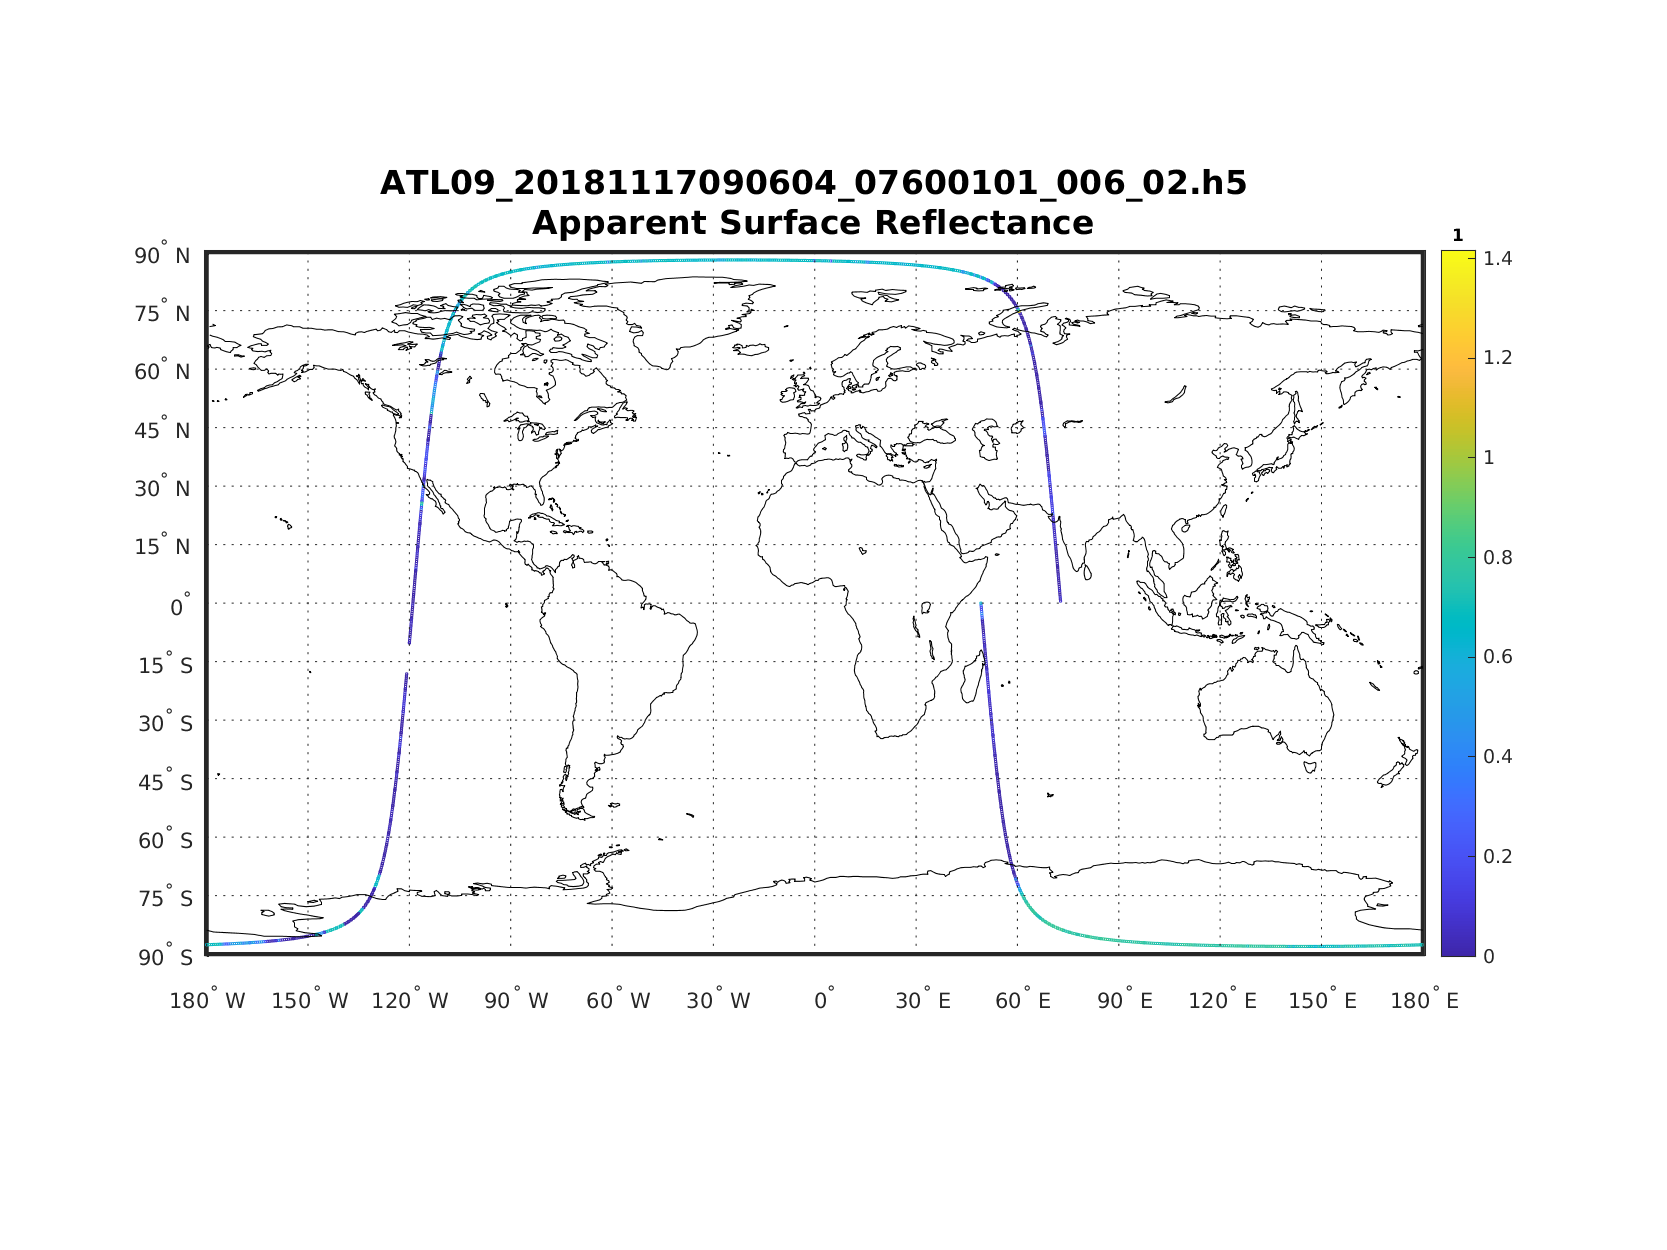 ATL09_20181117090604_07600101_006_02.h5
Apparent Surface Reflectance
1
90° N
75° N
60° N
45° N
30° N
15° N
0°
15° S
30° S
45° S
60° S
75° S
90° S
180° W 150° W 120° W 90° W 60° W 30° W 0° 30° E 60° E 90° E 120° E 150° E 180° E
1.4
1.2
1
0.8
0.6
0.4
0.2
0